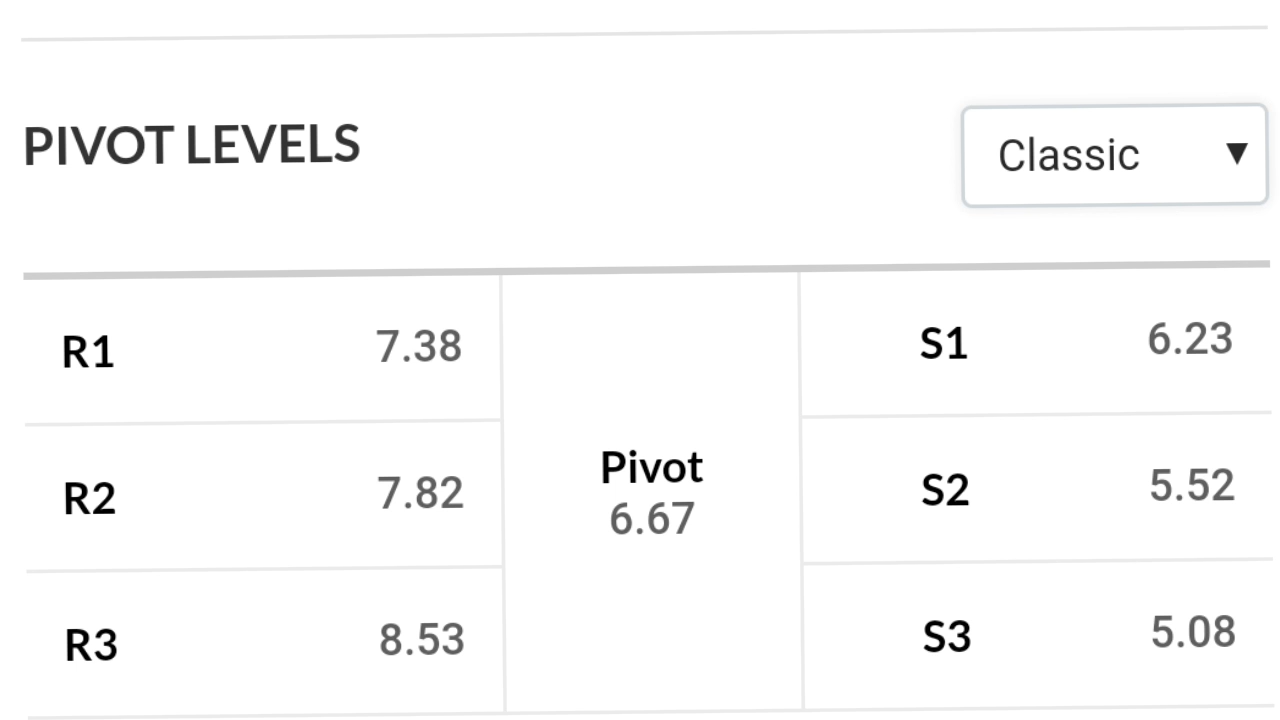 PIVOT LEVELS
Classic ▼
R1 7.38
R2 7.82
R3 8.53
Pivot
6.67
S1 6.23
S2 5.52
S3 5.08